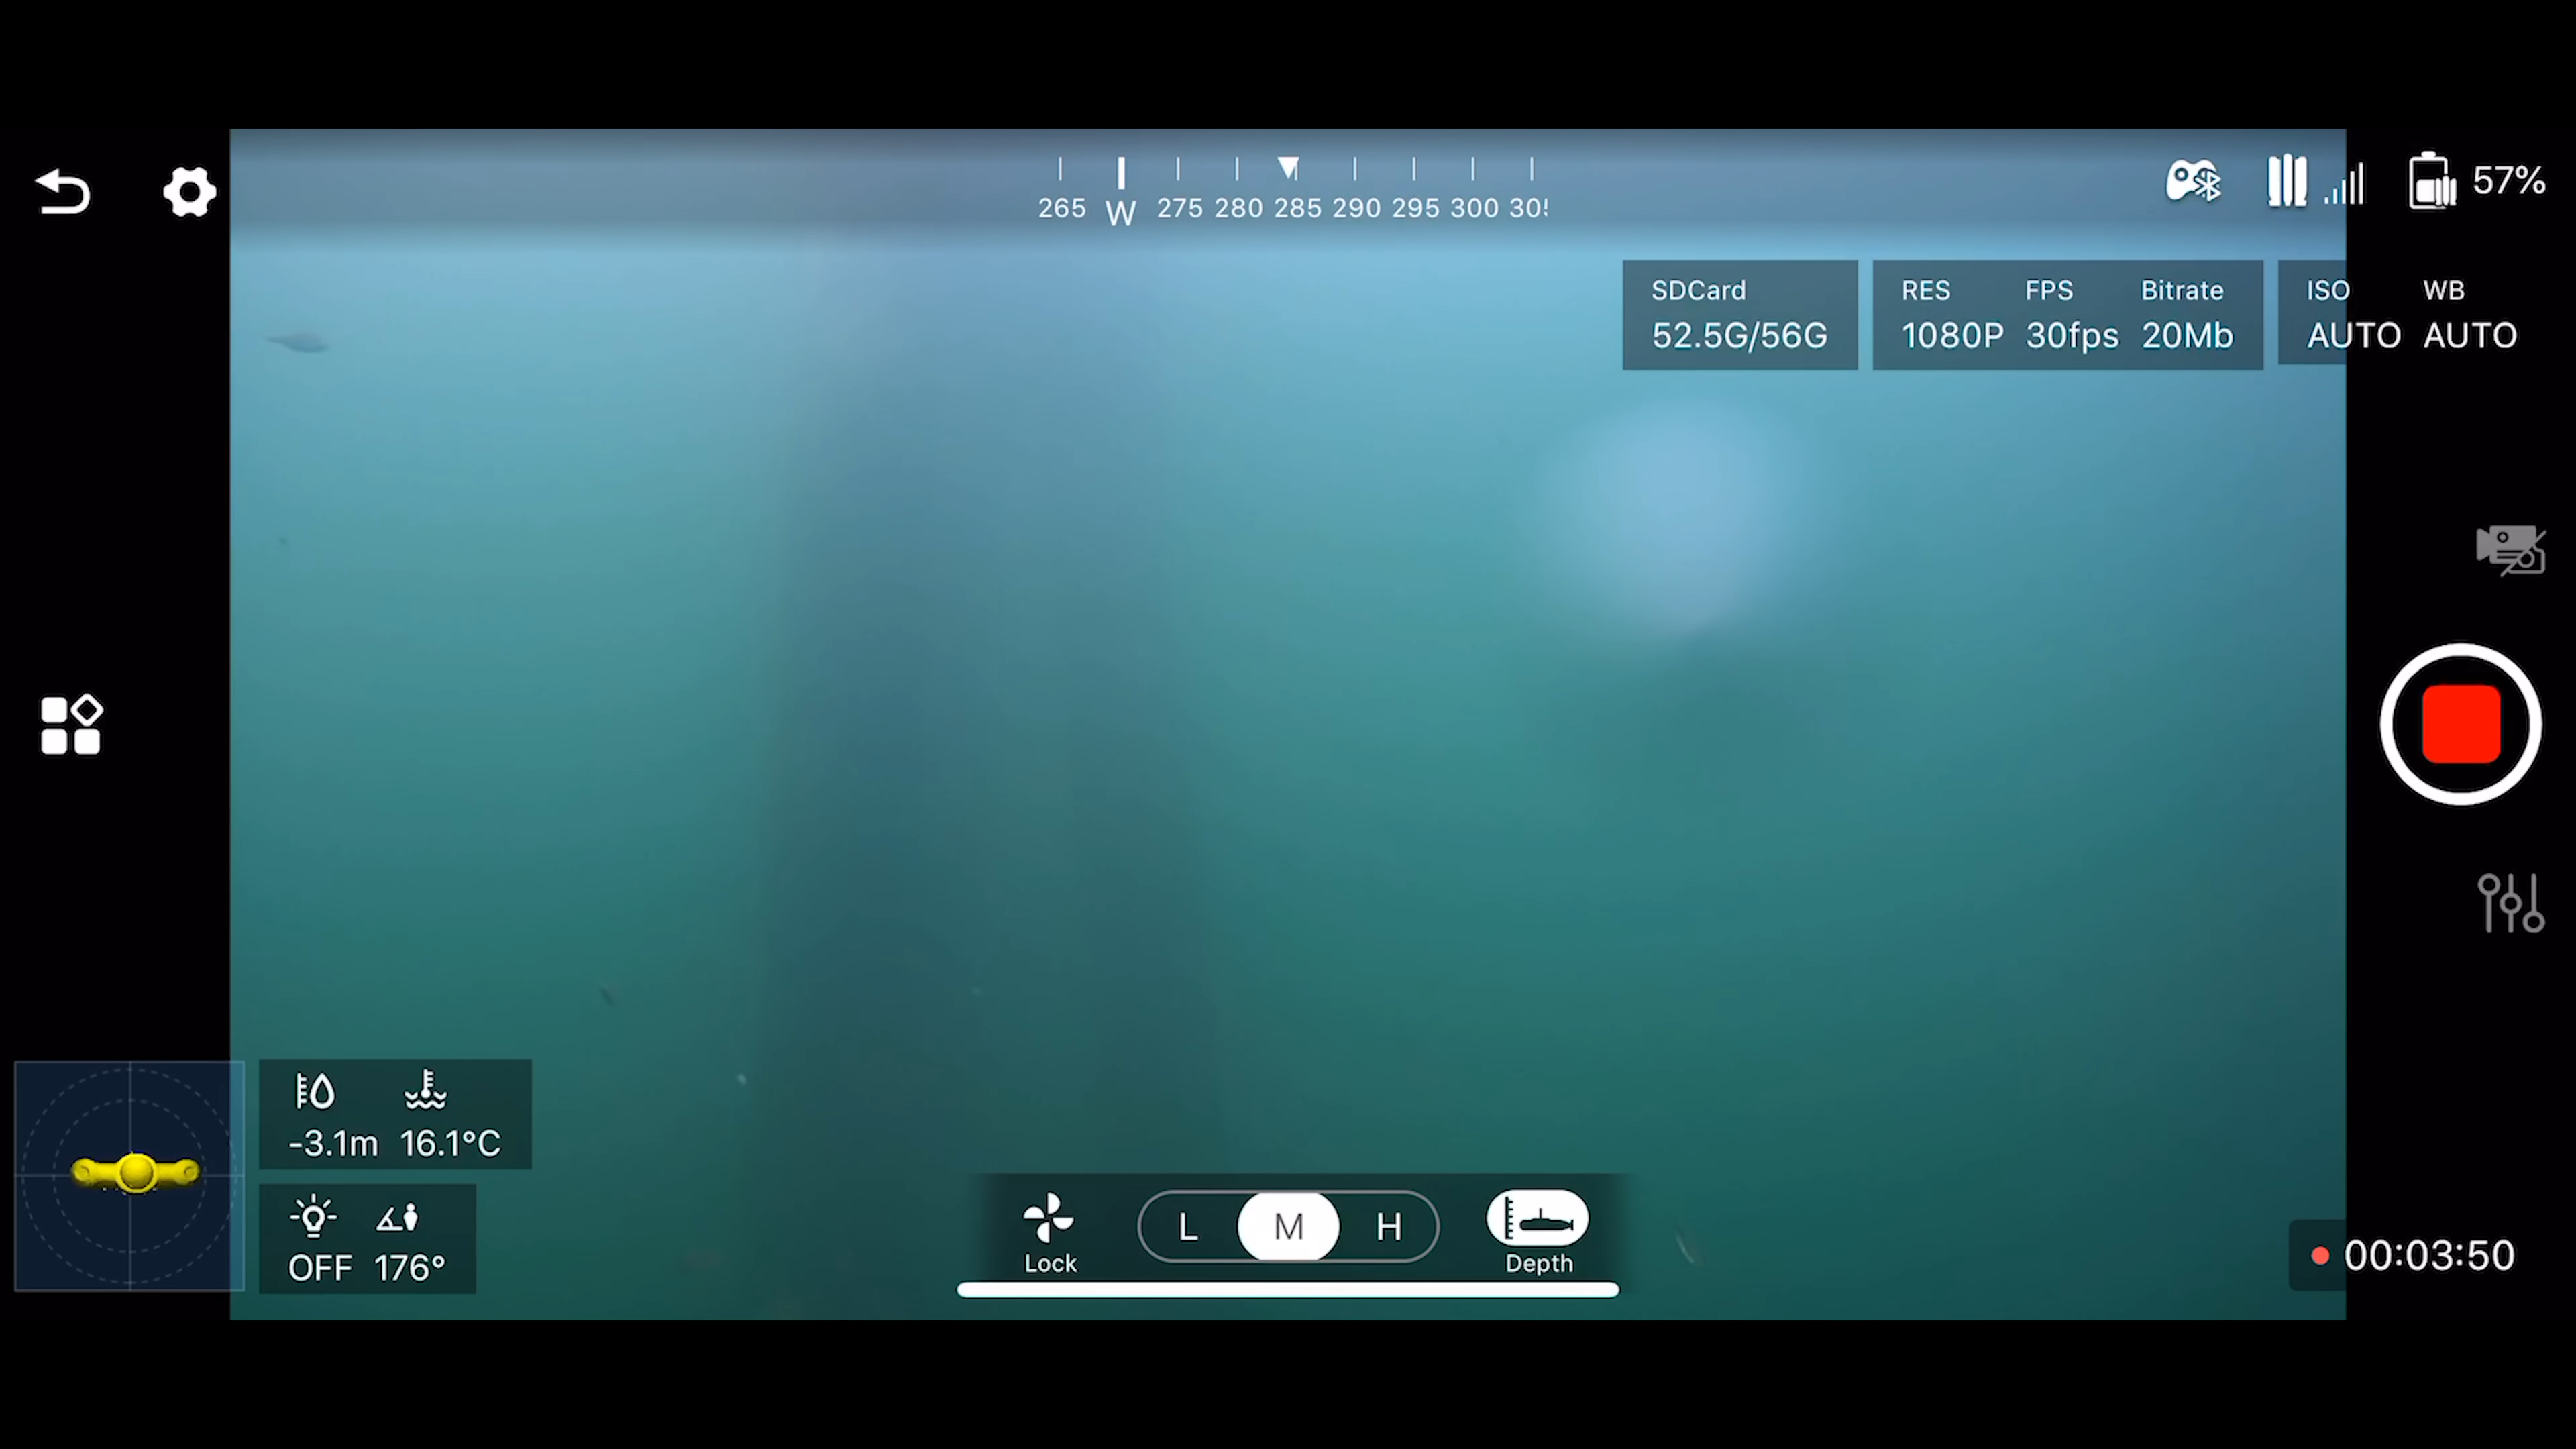 265 W 275 280 285 290 295 300 305
57%
SDCard
52.5G/56G
RES FPS Bitrate
1080P 30fps 20Mb
ISO WB
AUTO AUTO
-3.1m 16.1°C
OFF 176°
L M H
Lock
Depth
00:03:50